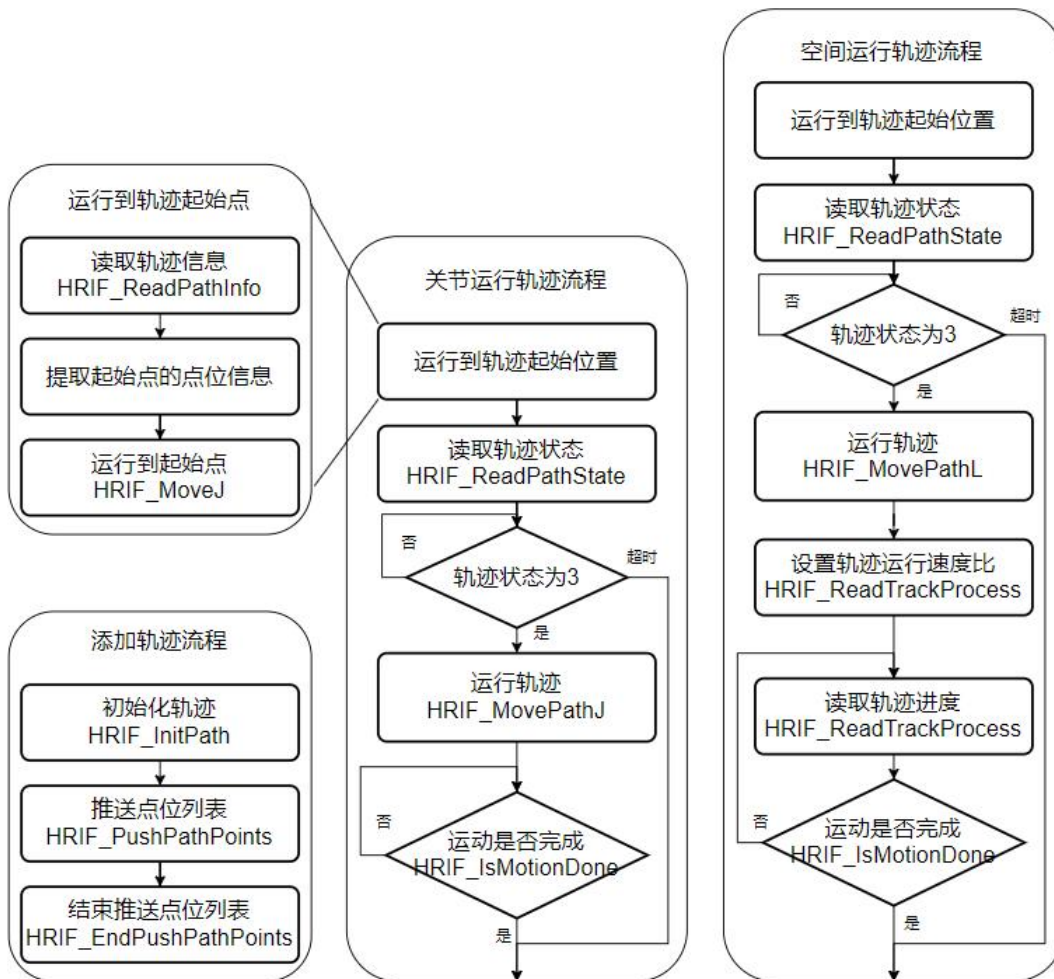 运行到轨迹起始点
读取轨迹信息
HRIF_ReadPathInfo
提取起始点的点位信息
运行到起始点
HRIF_MoveJ
添加轨迹流程
初始化轨迹
HRIF_InitPath
推送点位列表
HRIF_PushPathPoints
结束推送点位列表
HRIF_EndPushPathPoints
关节运行轨迹流程
运行到轨迹起始位置
读取轨迹状态
HRIF_ReadPathState
否
轨迹状态为3
超时
是
运行轨迹
HRIF_MovePathJ
否
运动是否完成
HRIF_IsMotionDone
是
空间运行轨迹流程
运行到轨迹起始位置
读取轨迹状态
HRIF_ReadPathState
否
轨迹状态为3
超时
是
运行轨迹
HRIF_MovePathL
设置轨迹运行速度比
HRIF_ReadTrackProcess
读取轨迹进度
HRIF_ReadTrackProcess
否
运动是否完成
HRIF_IsMotionDone
是